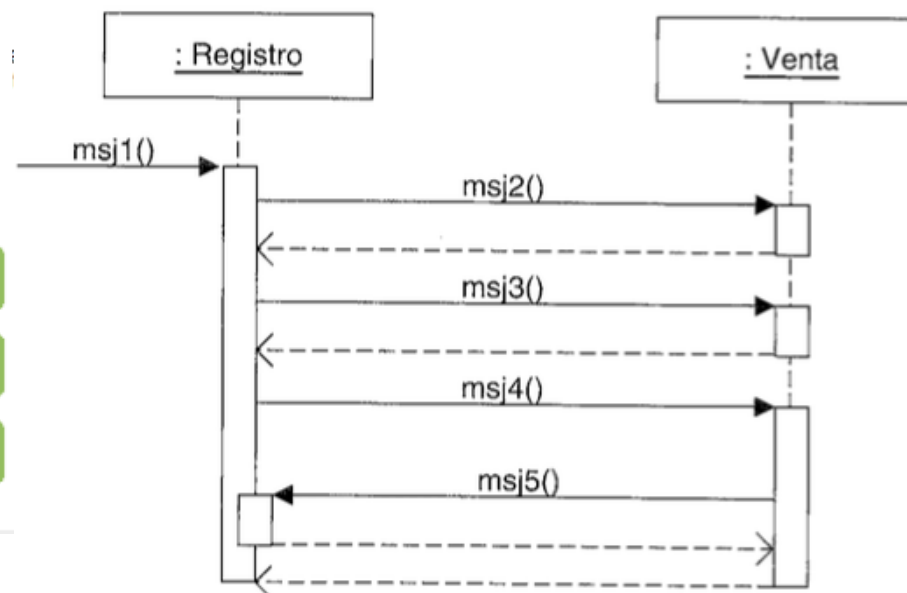 : Registro
: Venta
msj1()
msj2()
msj3()
msj4()
msj5()